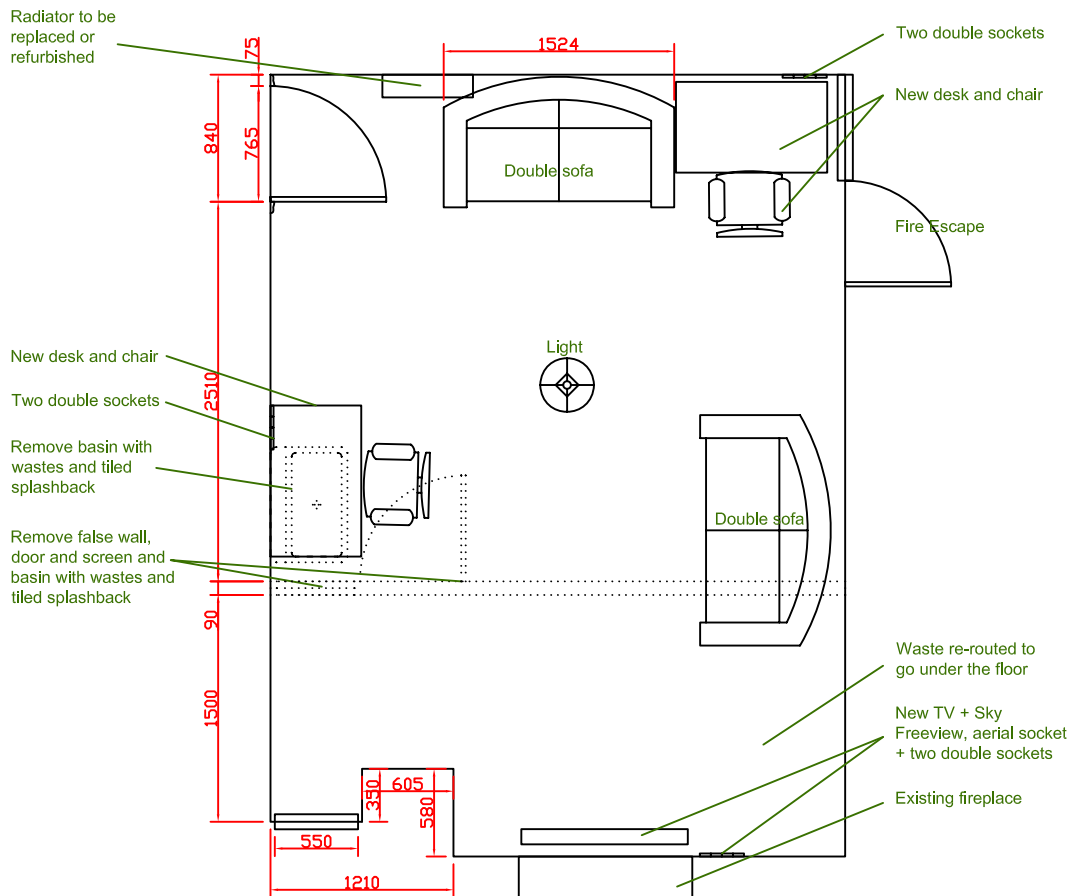 Radiator to be
replaced or
refurbished
75
1524
Two double sockets
New desk and chair
840
765
Double sofa
Fire Escape
Light
New desk and chair
2510
Two double sockets
Remove basin with
wastes and tiled
splashback
Double sofa
Remove false wall,
door and screen and
basin with wastes and
tiled splashback
90
Waste re-routed to
go under the floor
1500
New TV + Sky
Freeview, aerial socket
+ two double sockets
605
350
580
Existing fireplace
550
1210